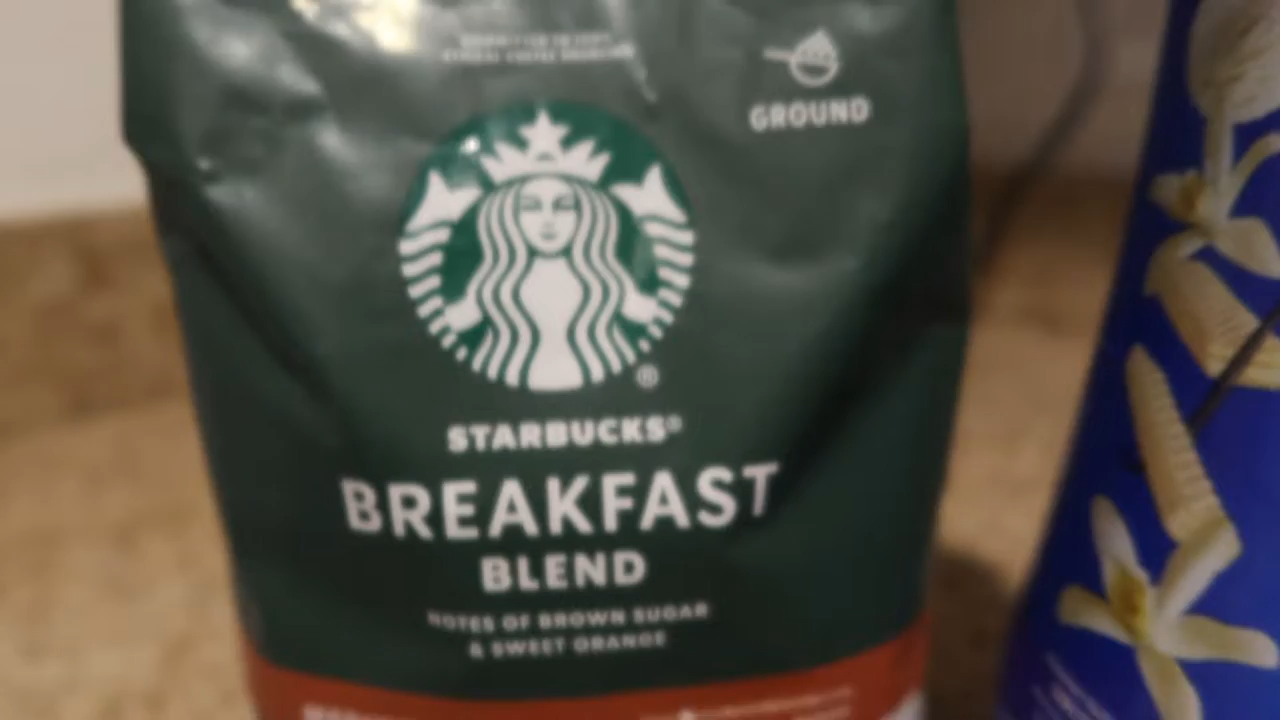 GROUND
STARBUCKS®
BREAKFAST
BLEND
NOTES OF BROWN SUGAR
& SWEET ORANGE